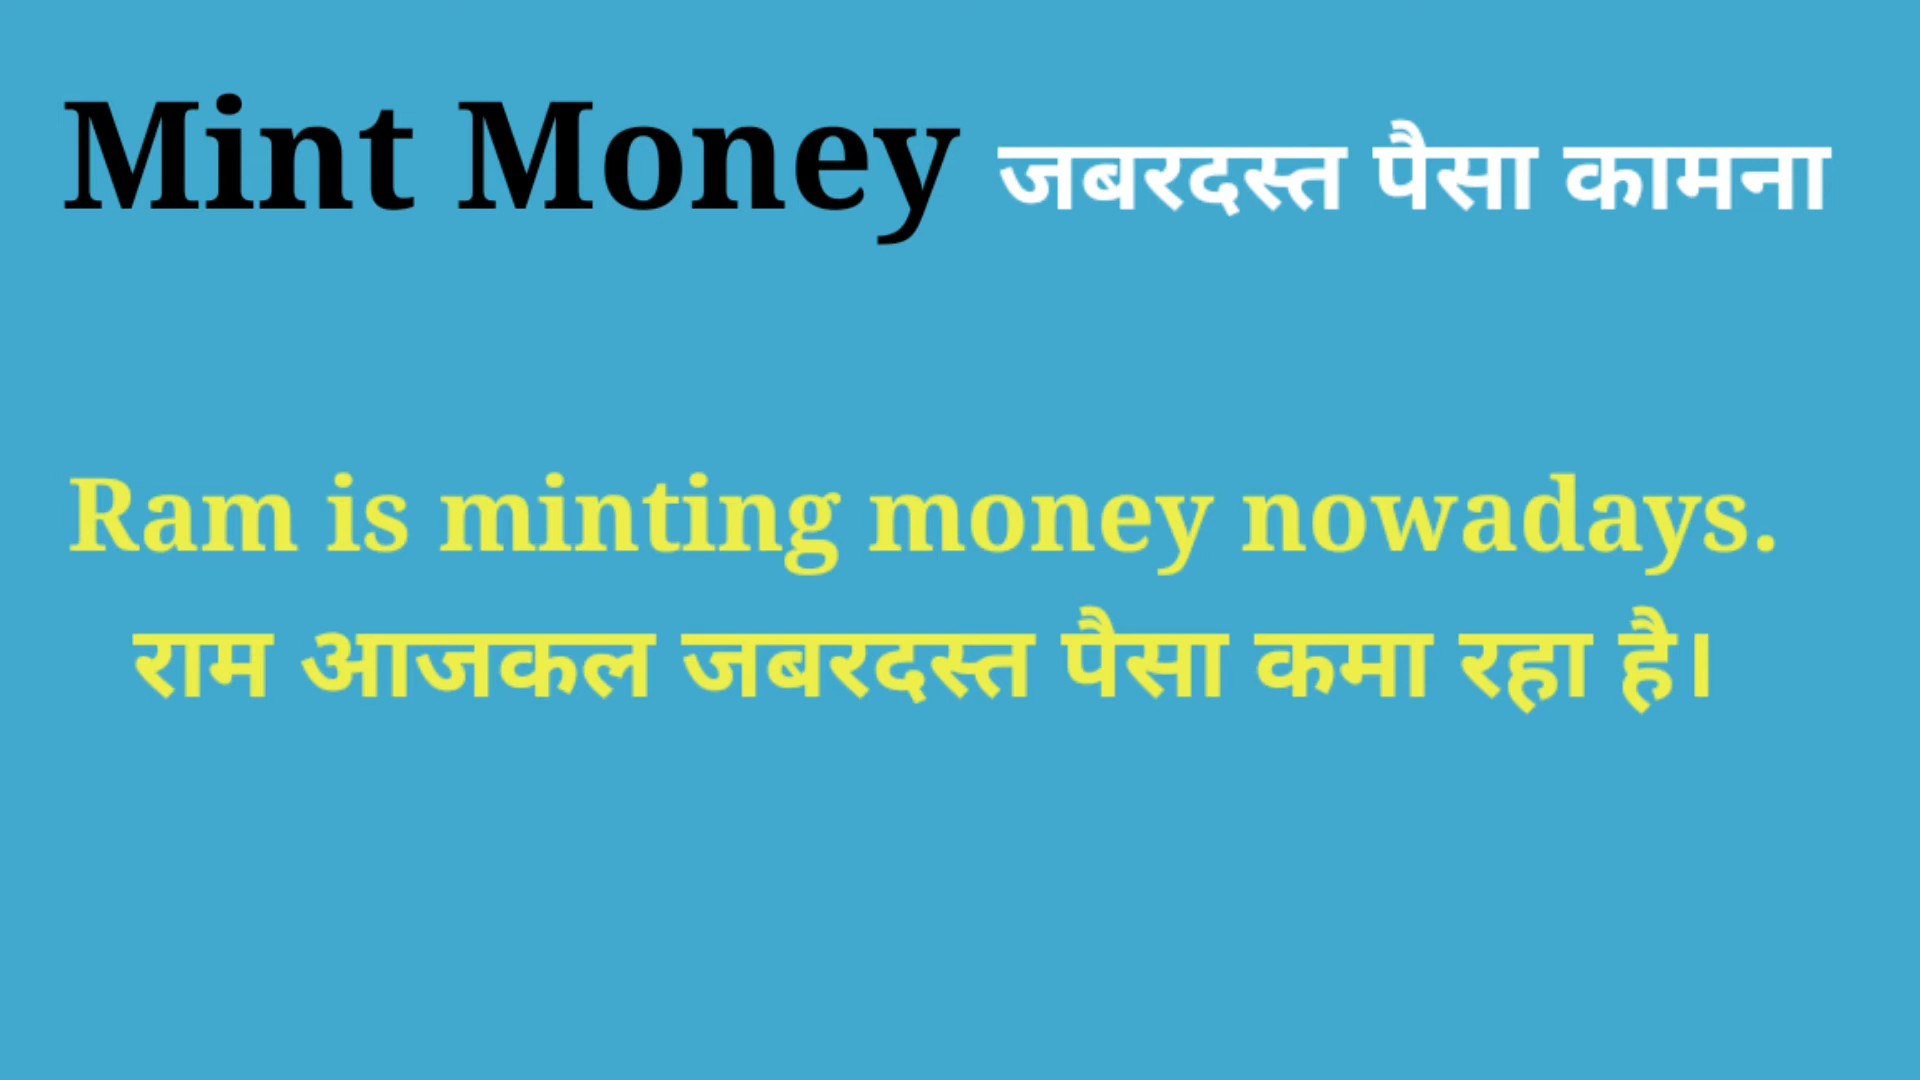 Mint Money जबरदस्त पैसा कामना
Ram is minting money nowadays.
राम आजकल जबरदस्त पैसा कमा रहा है।